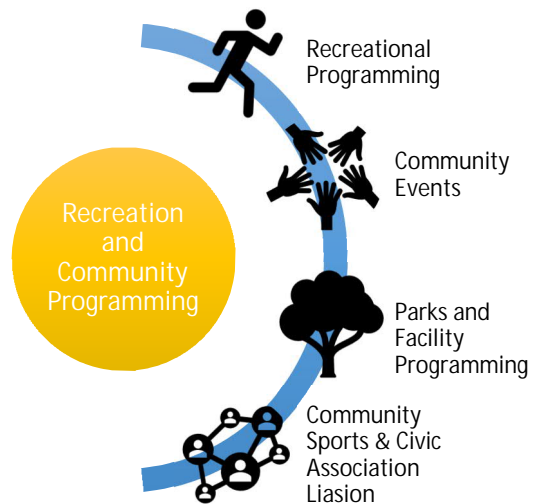 Recreational
Programming
Community
Events
Recreation
and
Community
Programming
Parks and
Facility
Programming
Community
Sports & Civic
Association
Liasion